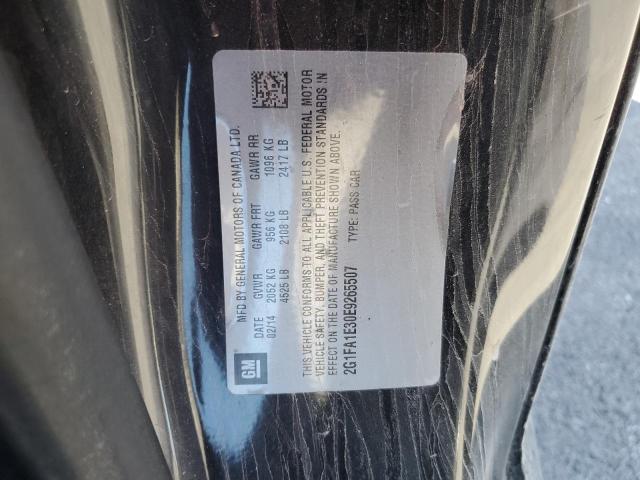 GM
MFD BY GENERAL MOTORS OF CANADA LTD.
DATE GVWR GAWR FRT GAWR RR
02/14 2052 KG 956 KG 1096 KG
4525 LB 2108 LB 2417 LB
THIS VEHICLE CONFORMS TO ALL APPLICABLE U.S. FEDERAL MOTOR
VEHICLE SAFETY, BUMPER, AND THEFT PREVENTION STANDARDS IN
EFFECT ON THE DATE OF MANUFACTURE SHOWN ABOVE.
2G1FA1E30E9265507 TYPE: PASS CAR